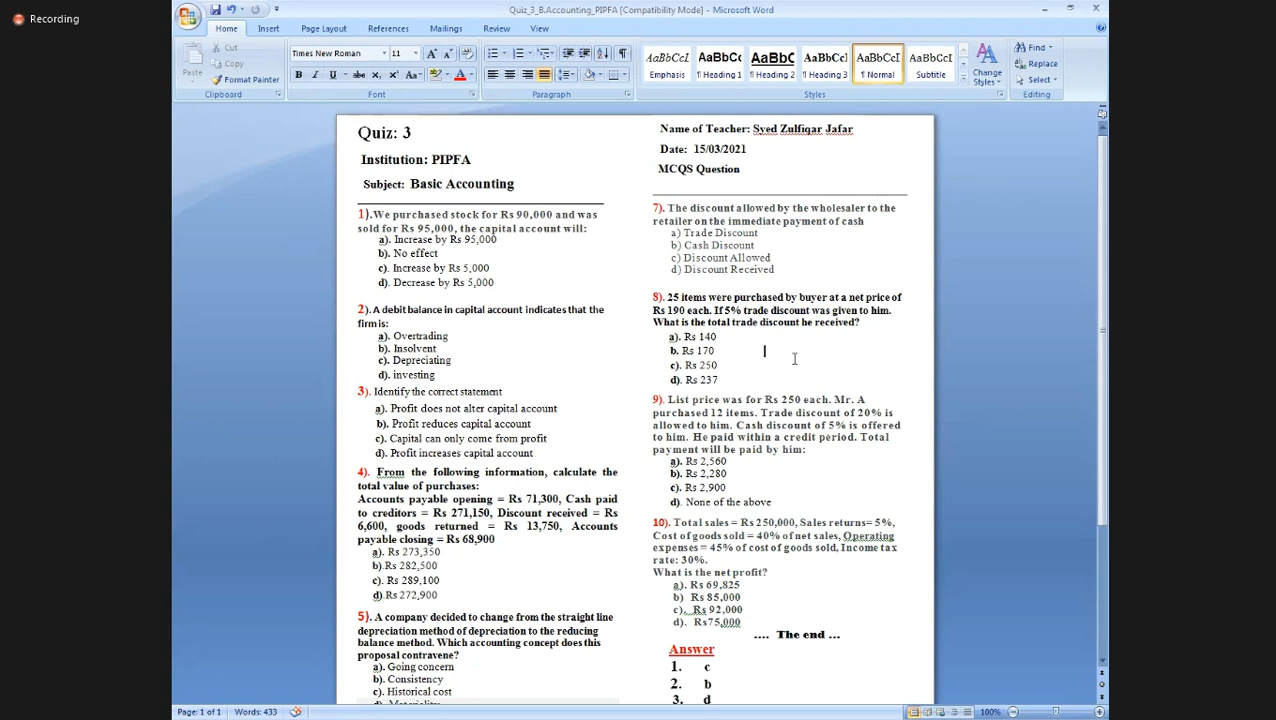 Recording
Quiz_3_B.Accounting_PIPFA [Compatibility Mode] - Microsoft Word
Home Insert Page Layout References Mailings Review View
Paste
Cut
Copy
Format Painter
Clipboard
Times New Roman 11
Font
Paragraph
AaBbCcI AaBbCc AaBbCc AaBbCcI AaBbCcI AaBbCcI
Emphasis ¶ Heading 1 ¶ Heading 2 ¶ Heading 3 ¶ Normal Subtitle
Change Styles
Styles
Find
Replace
Select
Editing
Quiz: 3
Institution: PIPFA
Subject: Basic Accounting
1).We purchased stock for Rs 90,000 and was
sold for Rs 95,000, the capital account will:
a). Increase by Rs 95,000
b). No effect
c). Increase by Rs 5,000
d). Decrease by Rs 5,000
2). A debit balance in capital account indicates that the
firm is:
a). Overtrading
b). Insolvent
c). Depreciating
d). investing
3). Identify the correct statement
a). Profit does not alter capital account
b). Profit reduces capital account
c). Capital can only come from profit
d). Profit increases capital account
4). From the following information, calculate the
total value of purchases:
Accounts payable opening = Rs 71,300, Cash paid
to creditors = Rs 271,150, Discount received = Rs
6,600, goods returned = Rs 13,750, Accounts
payable closing = Rs 68,900
a). Rs 273,350
b).Rs 282,500
c). Rs 289,100
d).Rs 272,900
5). A company decided to change from the straight line
depreciation method of depreciation to the reducing
balance method. Which accounting concept does this
proposal contravene?
a). Going concern
b). Consistency
c). Historical cost
d). Materiality
Name of Teacher: Syed Zulfiqar Jafar
Date: 15/03/2021
MCQS Question
7). The discount allowed by the wholesaler to the
retailer on the immediate payment of cash
a) Trade Discount
b) Cash Discount
c) Discount Allowed
d) Discount Received
8). 25 items were purchased by buyer at a net price of
Rs 190 each. If 5% trade discount was given to him.
What is the total trade discount he received?
a). Rs 140
b. Rs 170
c). Rs 250
d). Rs 237
9). List price was for Rs 250 each. Mr. A
purchased 12 items. Trade discount of 20% is
allowed to him. Cash discount of 5% is offered
to him. He paid within a credit period. Total
payment will be paid by him:
a). Rs 2,560
b). Rs 2,280
c). Rs 2,900
d). None of the above
10). Total sales = Rs 250,000, Sales returns= 5%,
Cost of goods sold = 40% of net sales, Operating
expenses = 45% of cost of goods sold, Income tax
rate: 30%.
What is the net profit?
a). Rs 69,825
b) Rs 85,000
c). Rs 92,000
d). Rs75,000
.... The end ...
Answer
1. c
2. b
3. d
Page: 1 of 1 Words: 433 100%